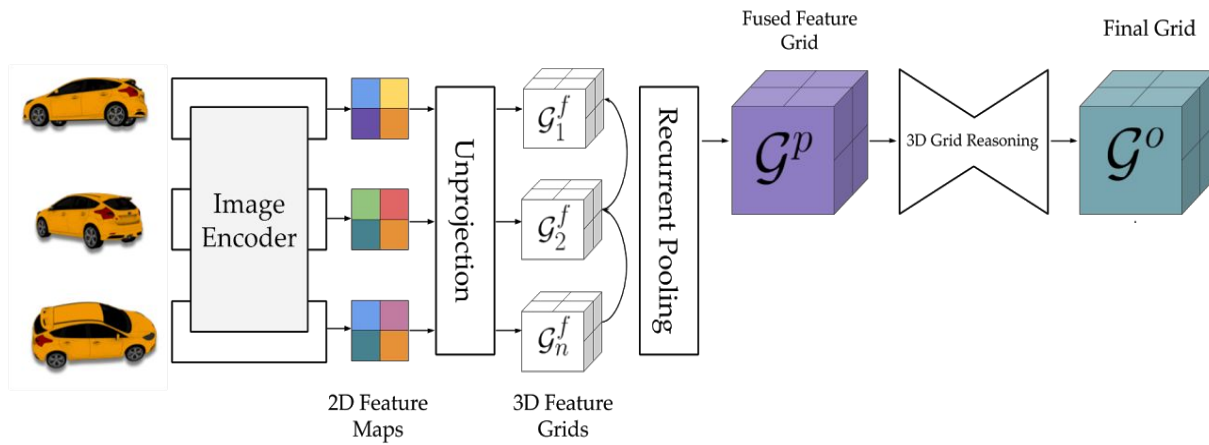 Fused Feature
Grid
Final Grid
Image
Encoder
Unprojection
𝒢₁ᶠ
𝒢₂ᶠ
𝒢ₙᶠ
Recurrent Pooling
𝒢ᵖ
3D Grid Reasoning
𝒢ᵒ
2D Feature
Maps
3D Feature
Grids